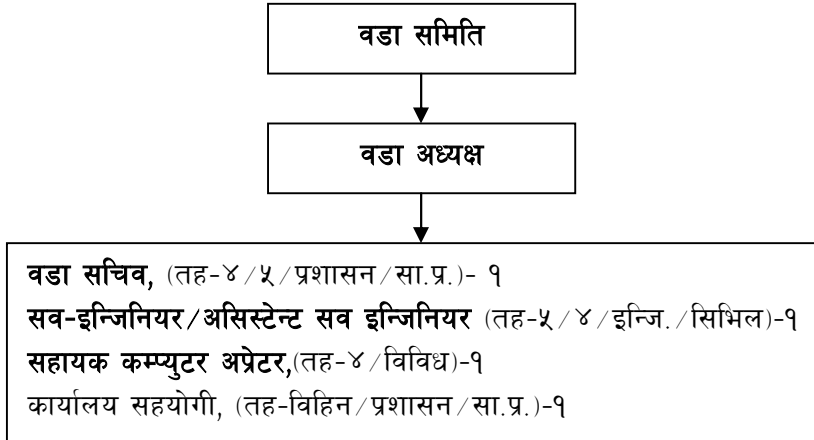 वडा समिति
वडा अध्यक्ष
वडा सचिव, (तह-४/५/प्रशासन/सा.प्र.)- १
सव-इन्जिनियर/असिस्टेन्ट सव इन्जिनियर (तह-५/४/इन्जि./सिभिल)-१
सहायक कम्प्युटर अप्रेटर,(तह-४/विविध)-१
कार्यालय सहयोगी, (तह-विहिन/प्रशासन/सा.प्र.)-१